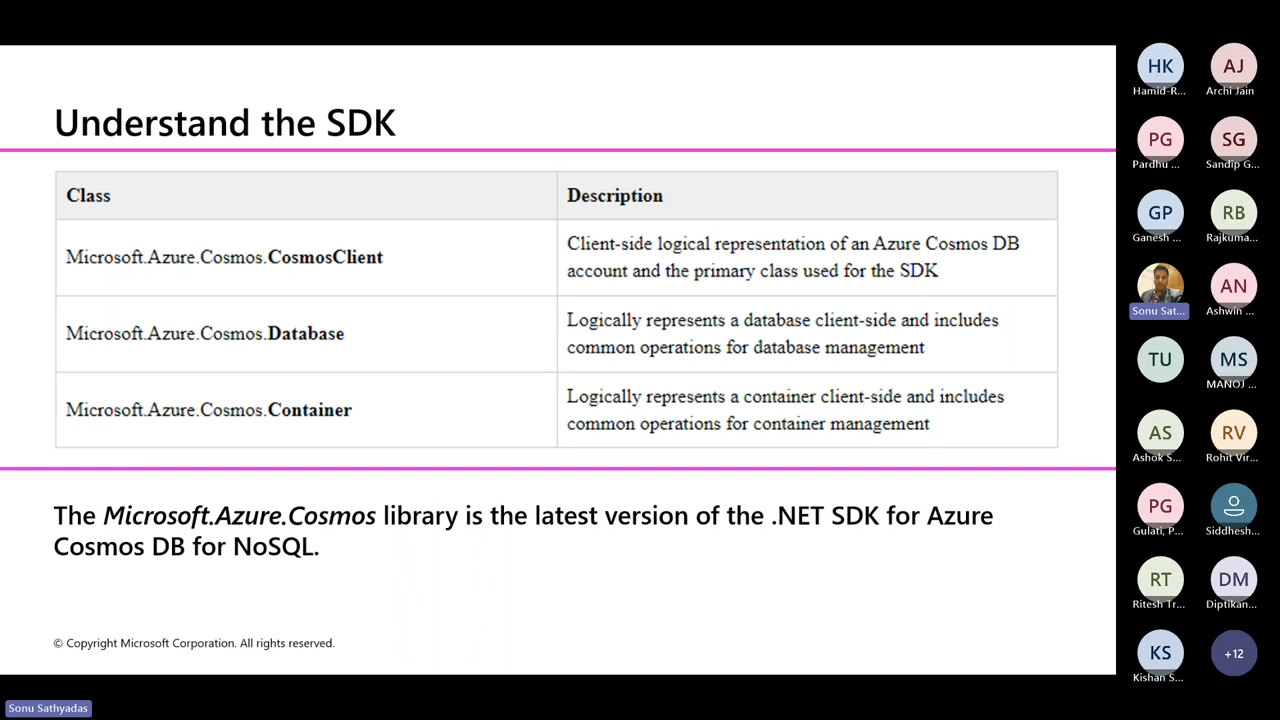 Understand the SDK
Class
Description
Microsoft.Azure.Cosmos.CosmosClient
Client-side logical representation of an Azure Cosmos DB
account and the primary class used for the SDK
Microsoft.Azure.Cosmos.Database
Logically represents a database client-side and includes
common operations for database management
Microsoft.Azure.Cosmos.Container
Logically represents a container client-side and includes
common operations for container management
The Microsoft.Azure.Cosmos library is the latest version of the .NET SDK for Azure
Cosmos DB for NoSQL.
© Copyright Microsoft Corporation. All rights reserved.
Sonu Sathyadas
HK
Hamid-R...
AJ
Archi Jain
PG
Pardhu ...
SG
Sandip G...
GP
Ganesh ...
RB
Rajkuma...
Sonu Sat...
AN
Ashwin ...
TU
MS
MANOJ ...
AS
Ashok S...
RV
Rohit Vir...
PG
Gulati, P...
Siddhesh...
RT
Ritesh Tr...
DM
Diptikan...
KS
Kishan S...
+12